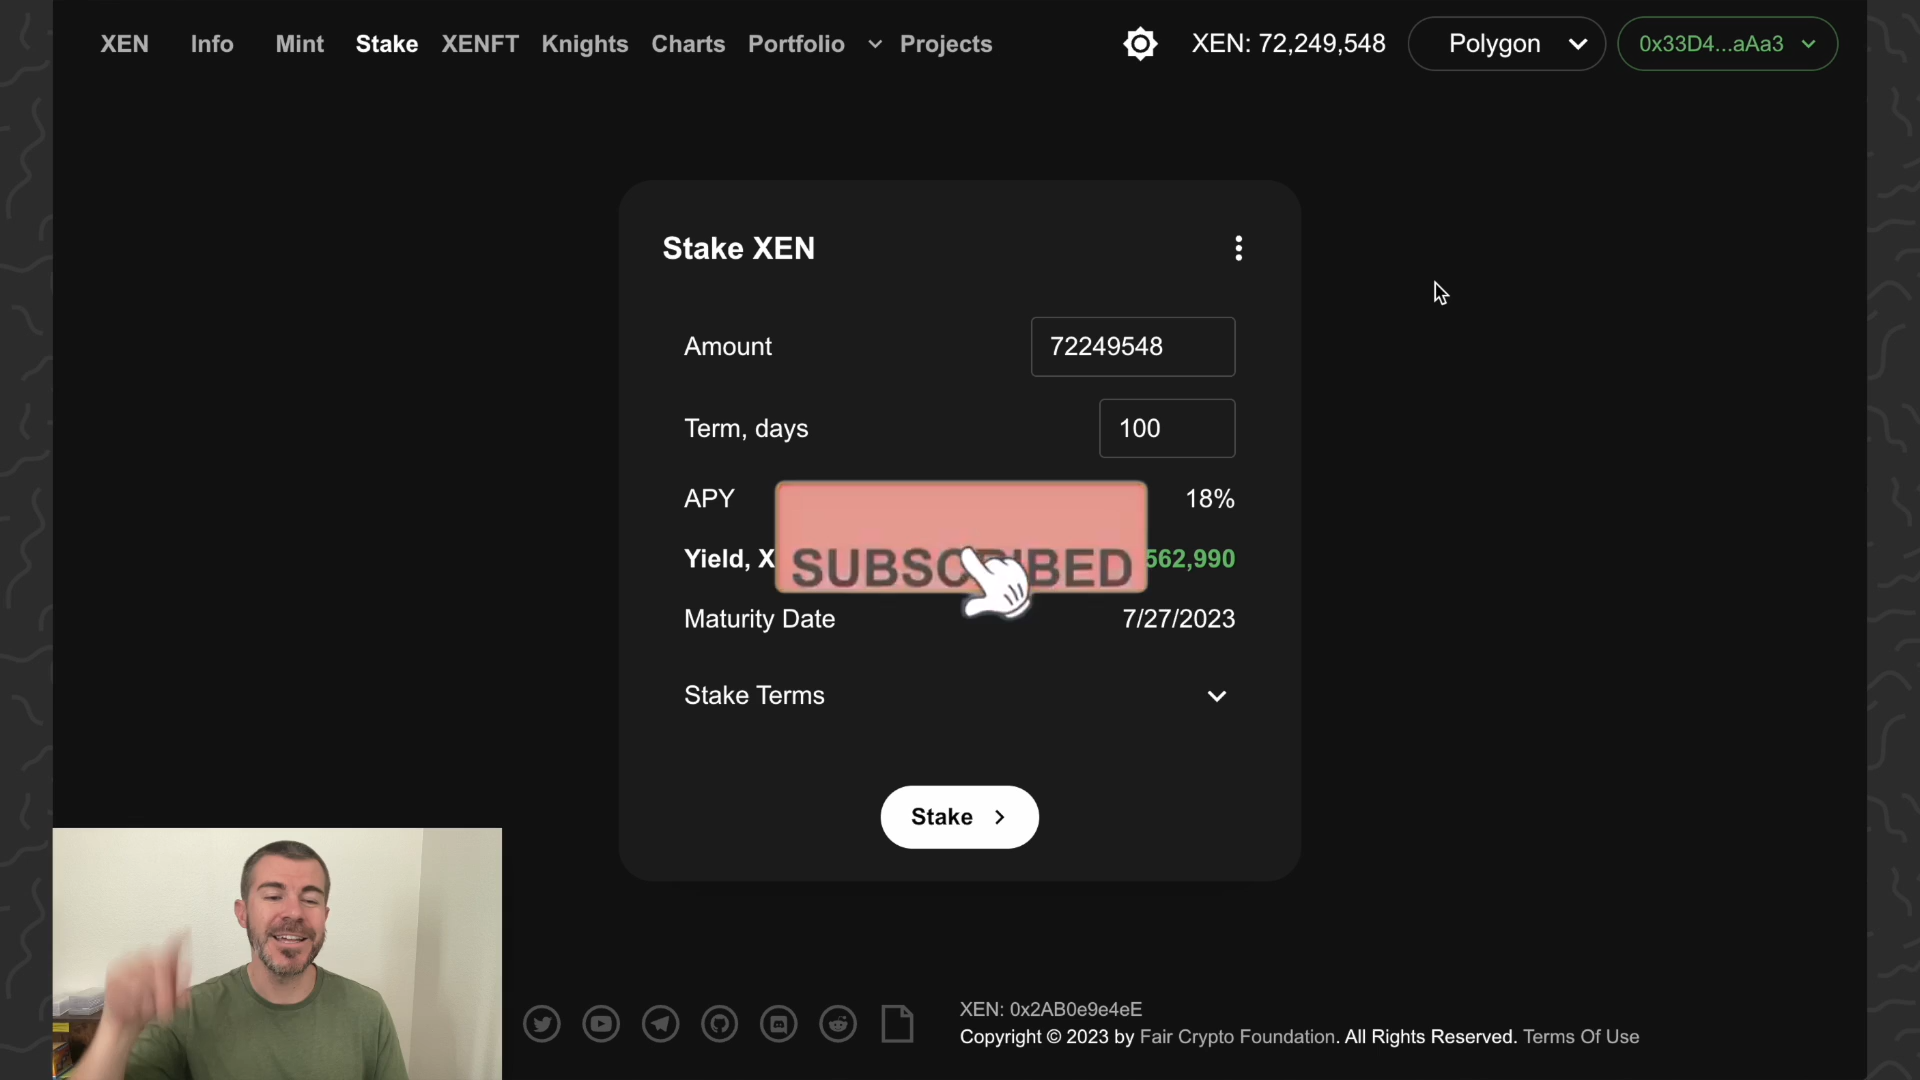 XEN Info Mint Stake XENFT Knights Charts Portfolio Projects XEN: 72,249,548 Polygon 0x33D4...aAa3
Stake XEN
Amount 72249548
Term, days 100
APY 18%
Yield, X 562,990
SUBSCRIBED
Maturity Date 7/27/2023
Stake Terms
Stake
XEN: 0x2AB0e9e4eE
Copyright © 2023 by Fair Crypto Foundation. All Rights Reserved. Terms Of Use